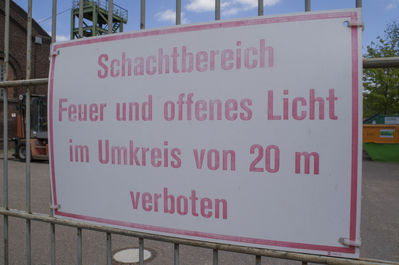 Schachtbereich
Feuer und offenes Licht
im Umkreis von 20 m
verboten